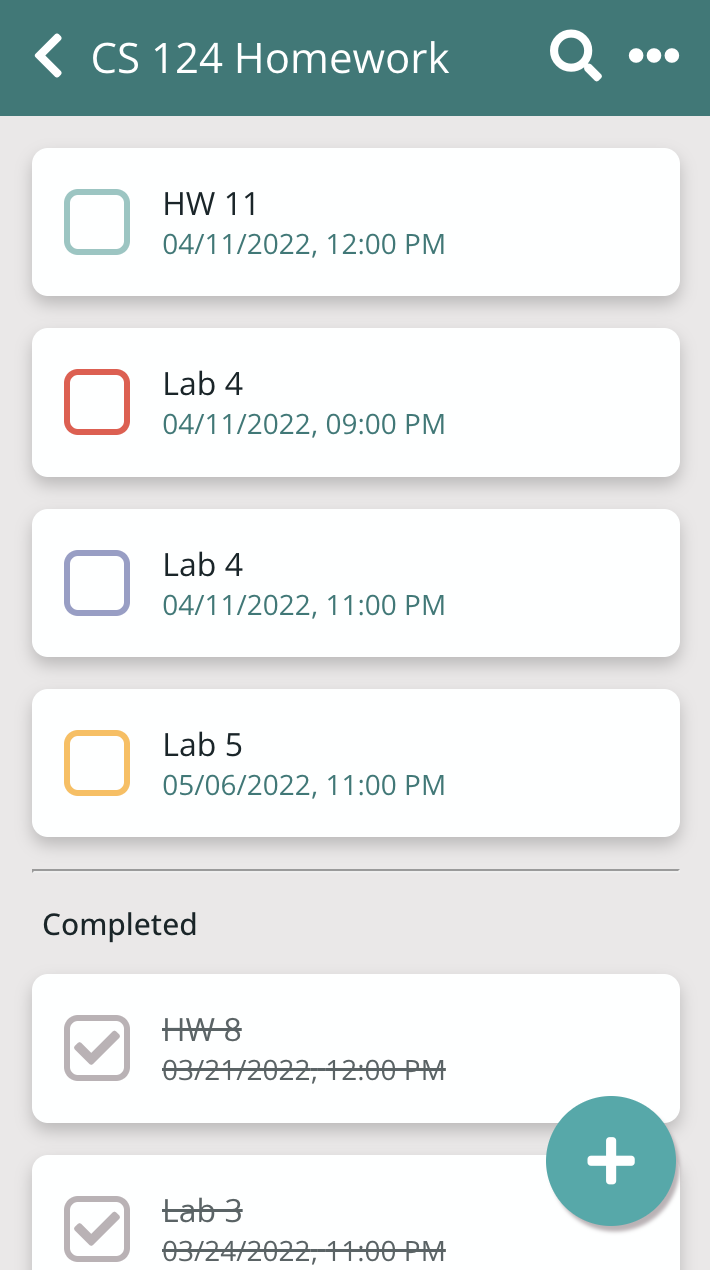 CS 124 Homework
HW 11
04/11/2022, 12:00 PM
Lab 4
04/11/2022, 09:00 PM
Lab 4
04/11/2022, 11:00 PM
Lab 5
05/06/2022, 11:00 PM
Completed
HW 8
03/21/2022, 12:00 PM
Lab 3
03/24/2022, 11:00 PM